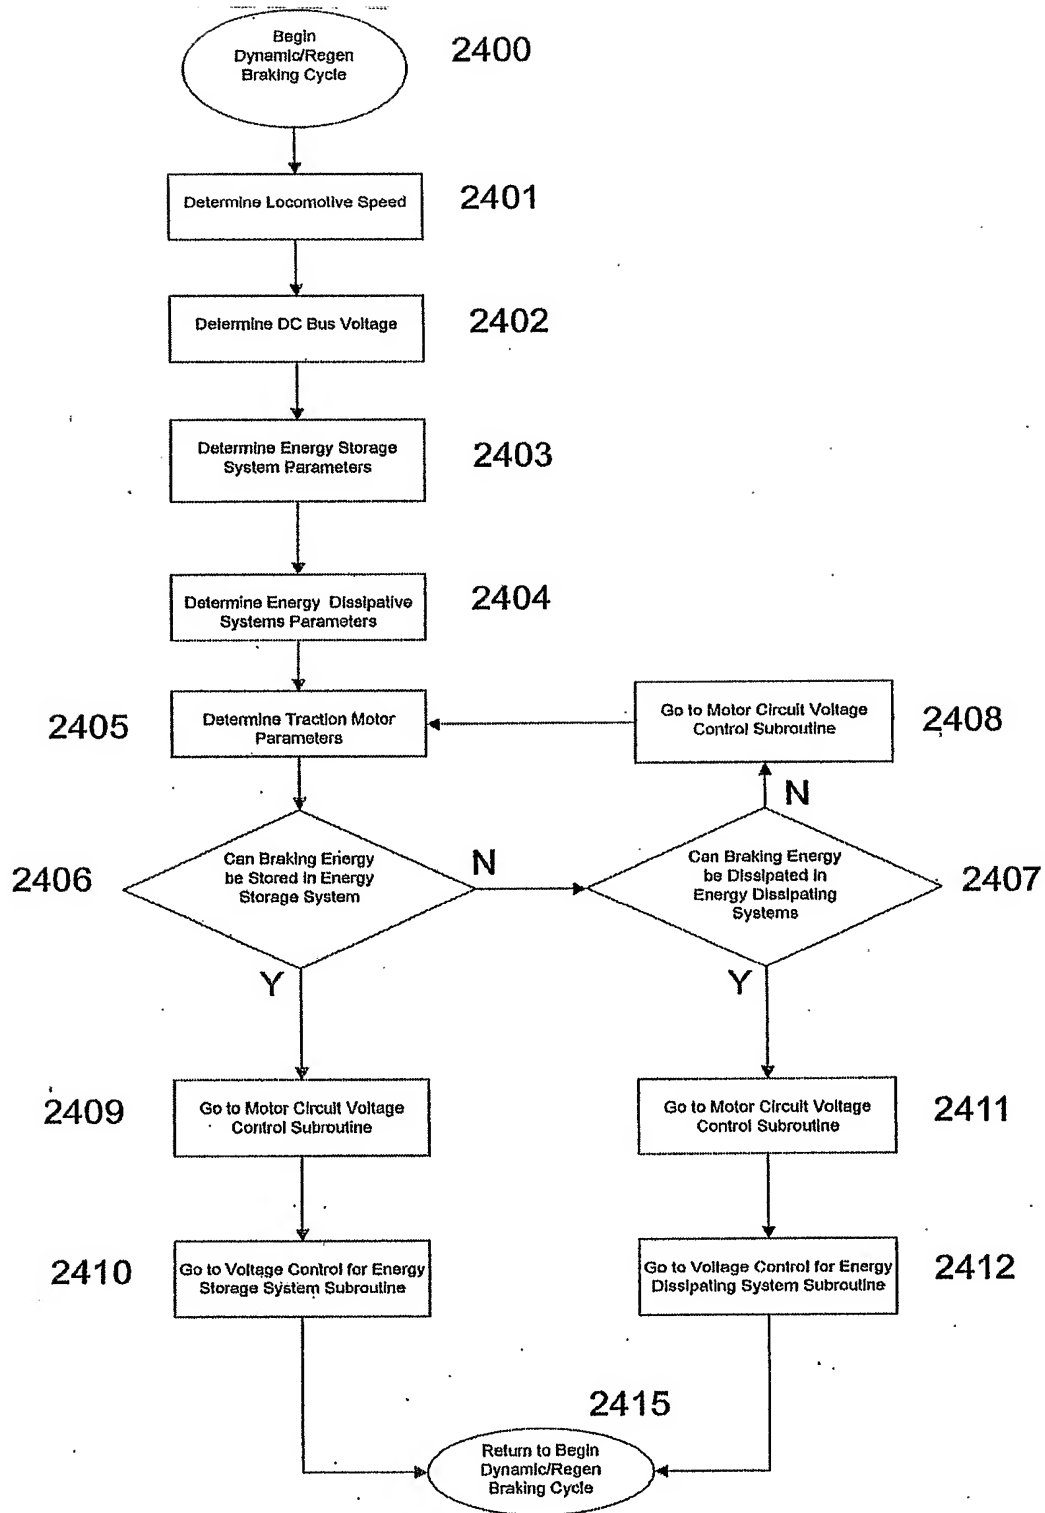 Begin
Dynamic/Regen
Braking Cycle
2400
Determine Locomotive Speed
2401
Determine DC Bus Voltage
2402
Determine Energy Storage
System Parameters
2403
Determine Energy Dissipative
Systems Parameters
2404
2405
Determine Traction Motor
Parameters
Go to Motor Circuit Voltage
Control Subroutine
2408
N
2406
Can Braking Energy
be Stored in Energy
Storage System
N
Can Braking Energy
be Dissipated in
Energy Dissipating
Systems
2407
Y
Y
2409
Go to Motor Circuit Voltage
Control Subroutine
Go to Motor Circuit Voltage
Control Subroutine
2411
2410
Go to Voltage Control for Energy
Storage System Subroutine
Go to Voltage Control for Energy
Dissipating System Subroutine
2412
2415
Return to Begin
Dynamic/Regen
Braking Cycle